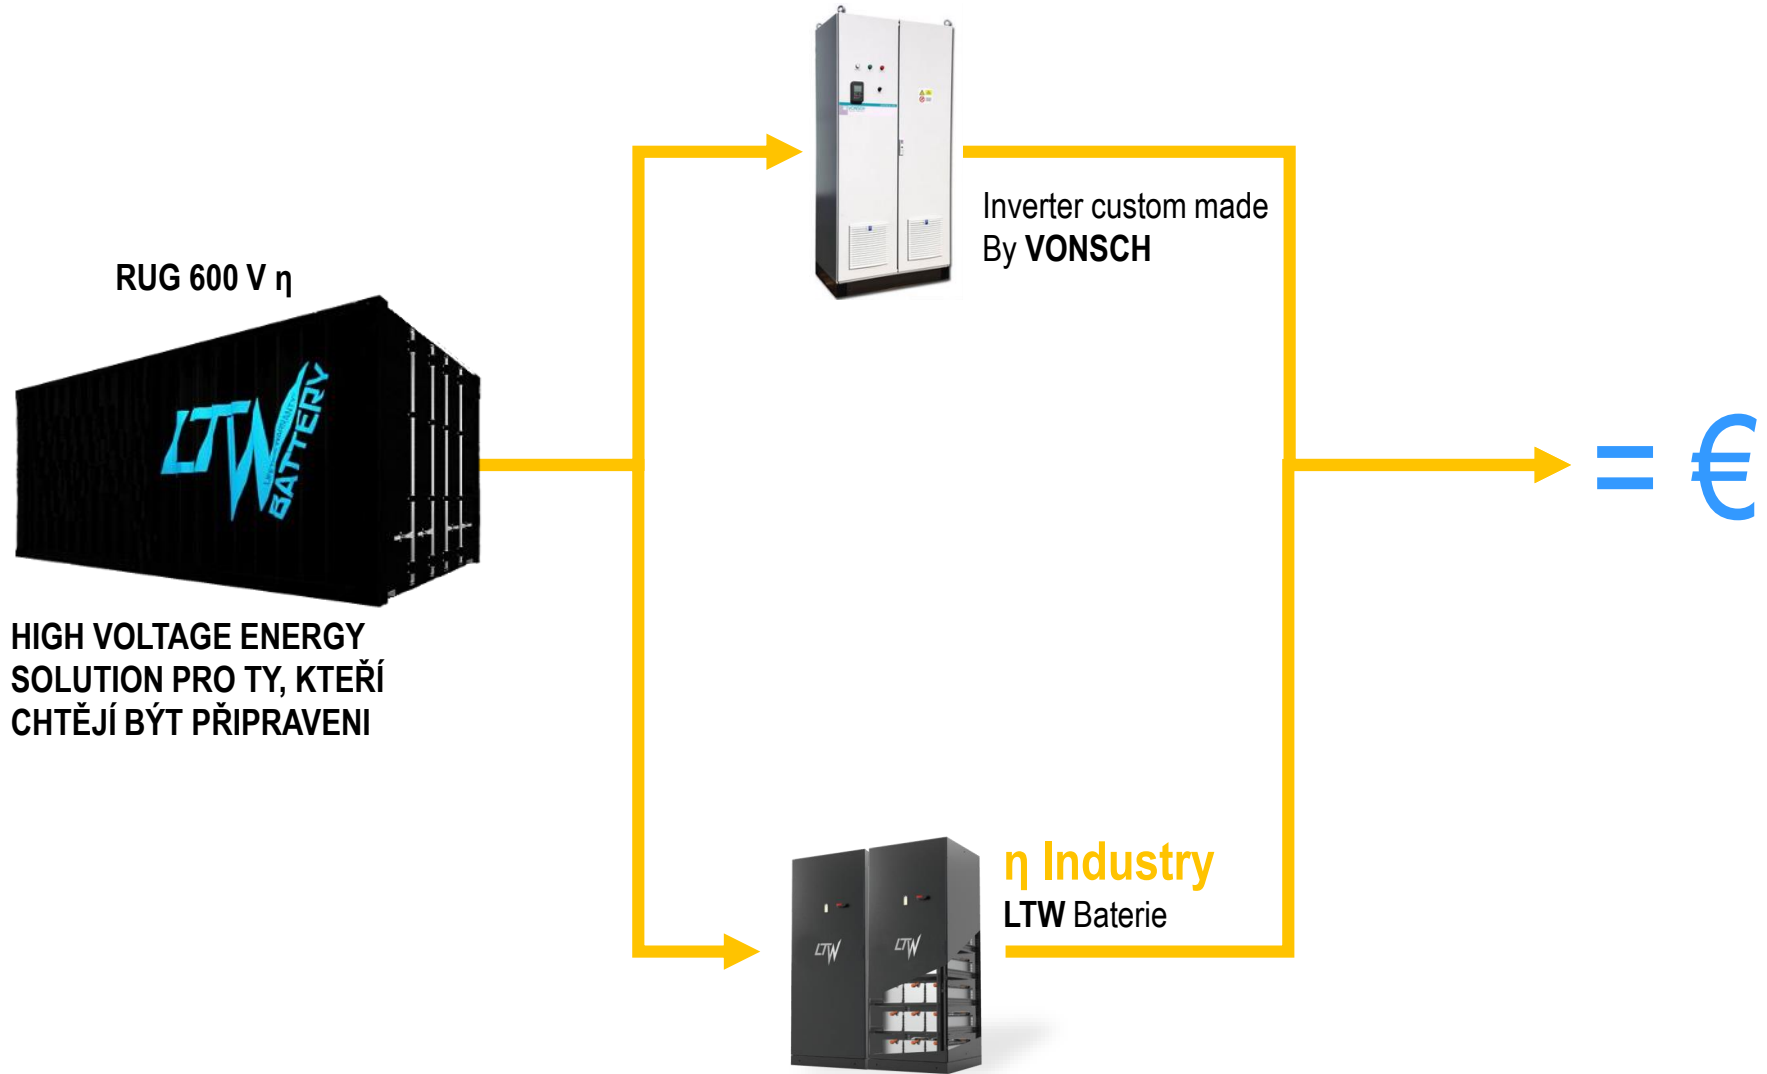 Inverter custom made
By VONSCH
RUG 600 V η
LTW
BATTERY
HIGH VOLTAGE ENERGY
SOLUTION PRO TY, KTEŘÍ
CHTĚJÍ BÝT PŘIPRAVENI
= €
η Industry
LTW Baterie
LTW
LTW